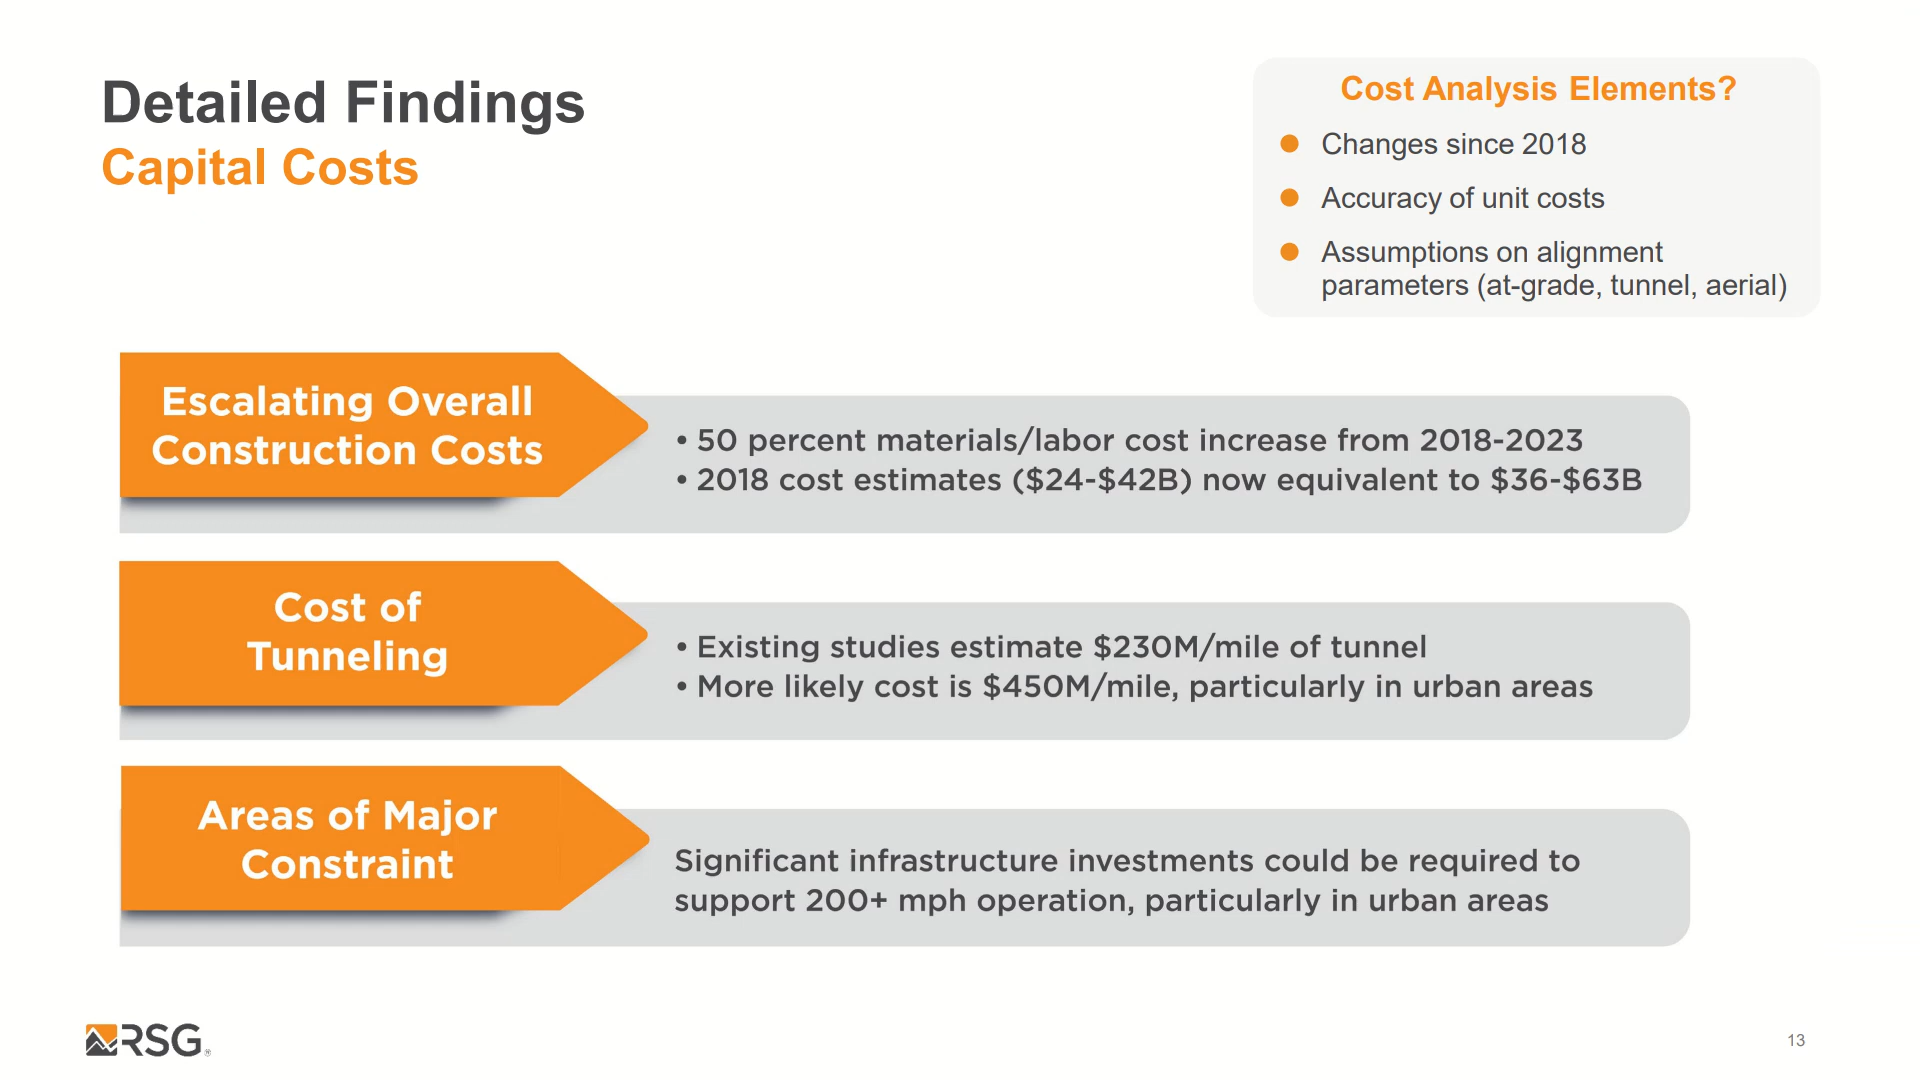 Detailed Findings
Capital Costs
Cost Analysis Elements?
Changes since 2018
Accuracy of unit costs
Assumptions on alignment
parameters (at-grade, tunnel, aerial)
Escalating Overall
Construction Costs
• 50 percent materials/labor cost increase from 2018-2023
• 2018 cost estimates ($24-$42B) now equivalent to $36-$63B
Cost of
Tunneling
• Existing studies estimate $230M/mile of tunnel
• More likely cost is $450M/mile, particularly in urban areas
Areas of Major
Constraint
Significant infrastructure investments could be required to
support 200+ mph operation, particularly in urban areas
RSG®
13